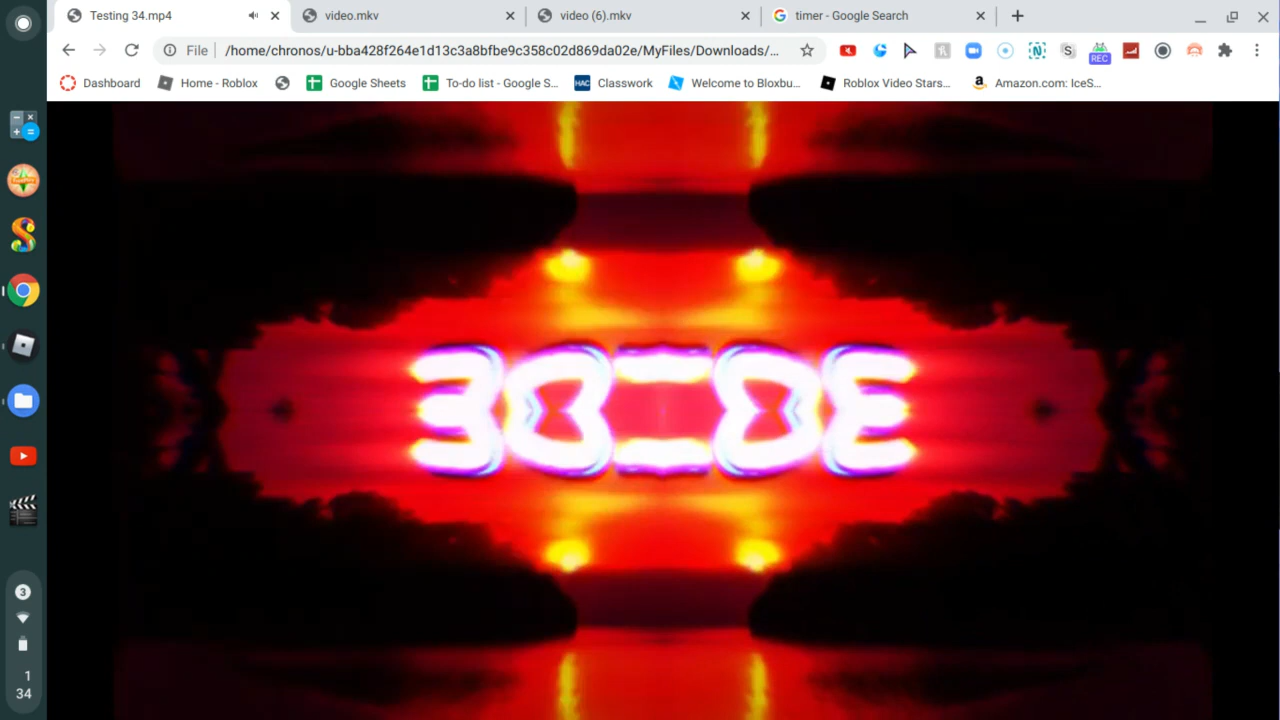 Testing 34.mp4
video.mkv
video (6).mkv
timer - Google Search
File
/home/chronos/u-bba428f264e1d13c3a8bfbe9c358c02d869da02e/MyFiles/Downloads/...
REC
Dashboard
Home - Roblox
Google Sheets
To-do list - Google S...
HAC
Classwork
Welcome to Bloxbu...
Roblox Video Stars...
Amazon.com: IceS...
3
1
34